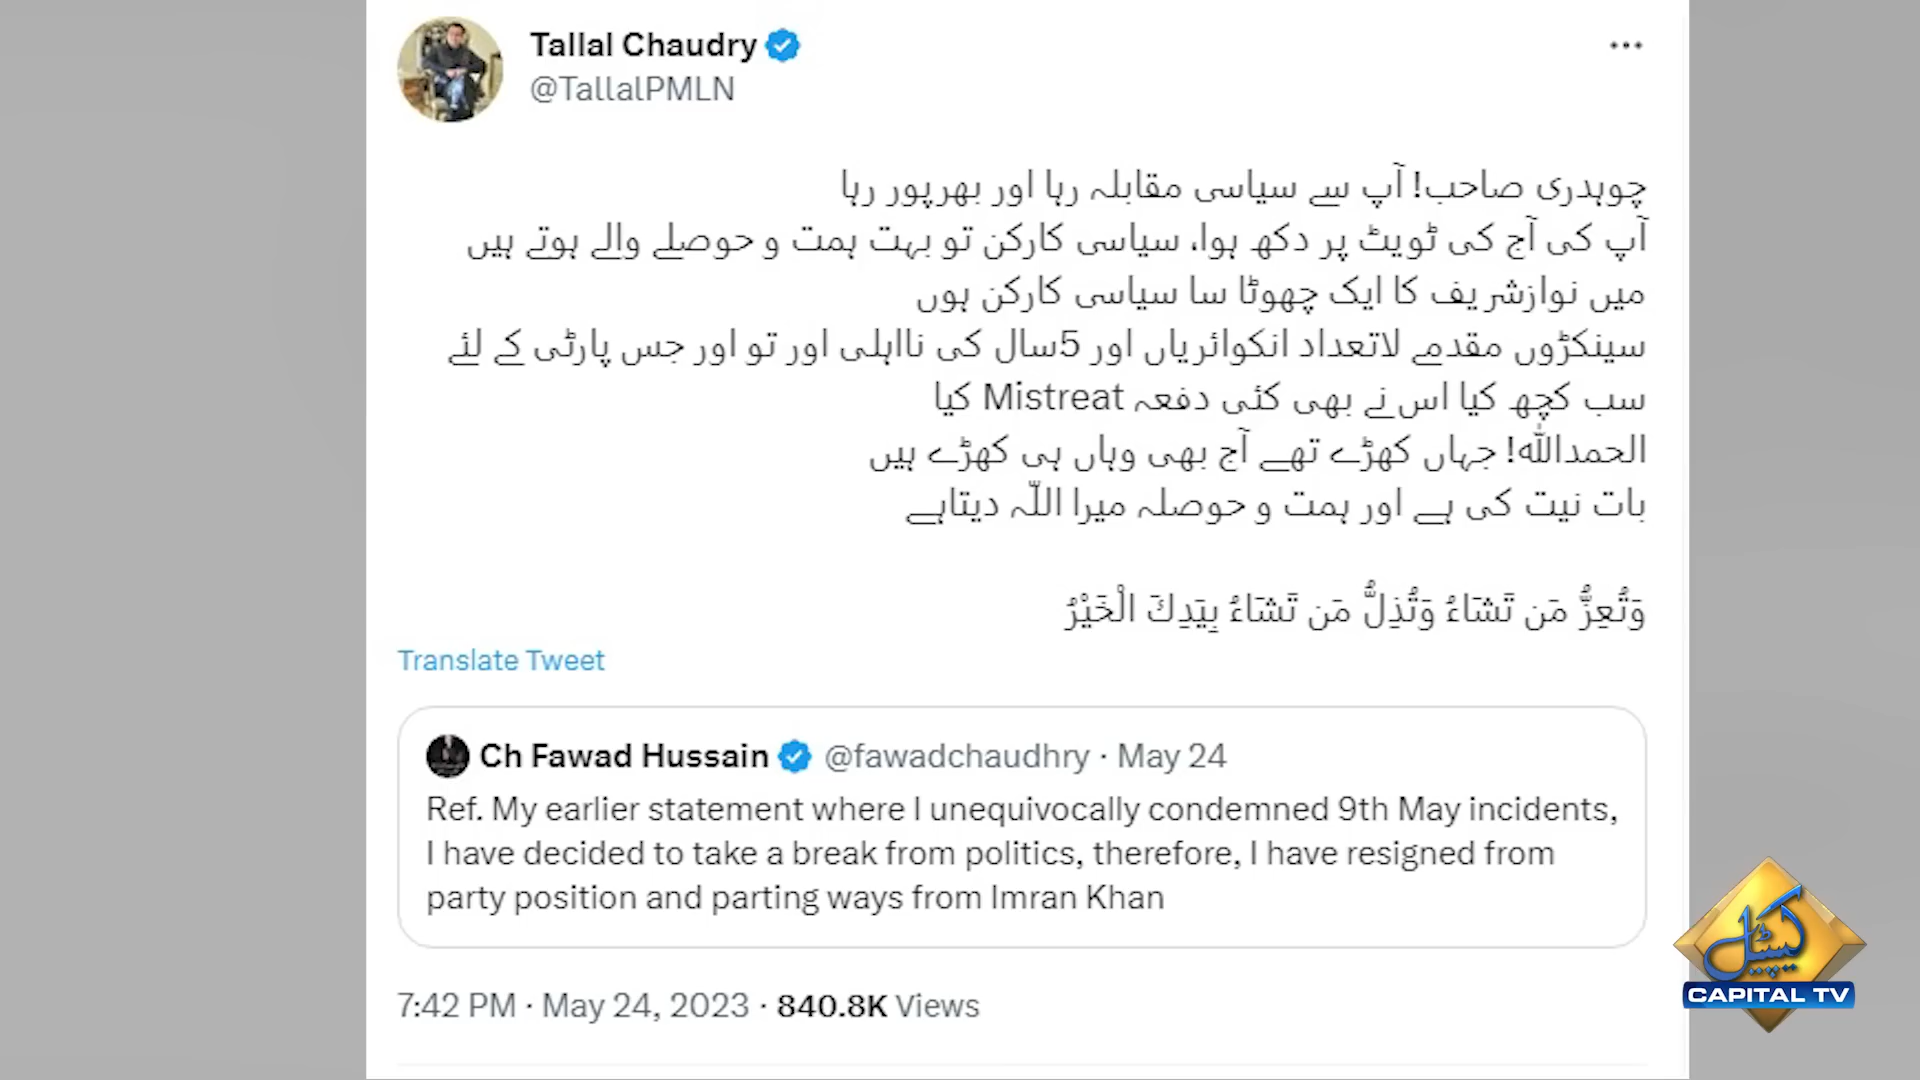 Tallal Chaudry
@TallalPMLN
چوہدری صاحب! آپ سے سیاسی مقابلہ رہا اور بھرپور رہا
آپ کی آج کی ٹویٹ پر دکھ ہوا، سیاسی کارکن تو بہت ہمت و حوصلے والے ہوتے ہیں
میں نوازشریف کا ایک چھوٹا سا سیاسی کارکن ہوں
سینکڑوں مقدمے لاتعداد انکوائریاں اور 5سال کی نااہلی اور تو اور جس پارٹی کے لئے
سب کچھ کیا اس نے بھی کئی دفعہ Mistreat کیا
الحمداللّٰہ! جہاں کھڑے تھے آج بھی وہاں ہی کھڑے ہیں
بات نیت کی ہے اور ہمت و حوصلہ میرا اللّہ دیتاہے
وَتُعِزُّ مَن تَشَاءُ وَتُذِلُّ مَن تَشَاءُ بِيَدِكَ الْخَيْرُ
Translate Tweet
Ch Fawad Hussain @fawadchaudhry · May 24
Ref. My earlier statement where I unequivocally condemned 9th May incidents,
I have decided to take a break from politics, therefore, I have resigned from
party position and parting ways from Imran Khan
7:42 PM · May 24, 2023 · 840.8K Views
کیپیٹل
CAPITAL TV